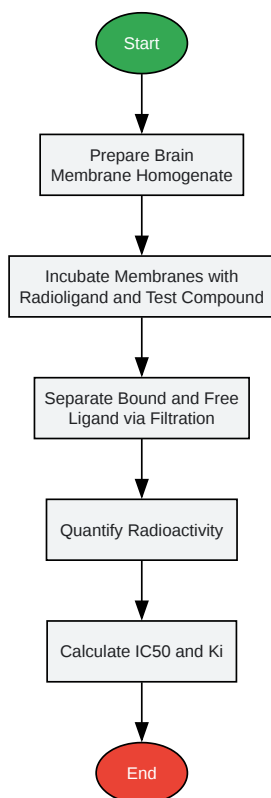 Start
Prepare Brain
Membrane Homogenate
Incubate Membranes with
Radioligand and Test Compound
Separate Bound and Free
Ligand via Filtration
Quantify Radioactivity
Calculate IC50 and Ki
End